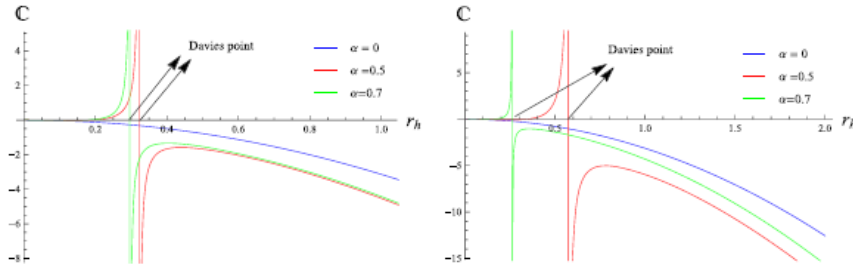 ℂ
4
2
-2
-4
-6
-8
0.2
0.4
0.6
0.8
1.0
r_h
Davies point
α = 0
α =0.5
α =0.7
ℂ
5
-5
-10
-15
0.5
1.0
1.5
2.0
r_h
Davies point
α = 0
α =0.5
α=0.7